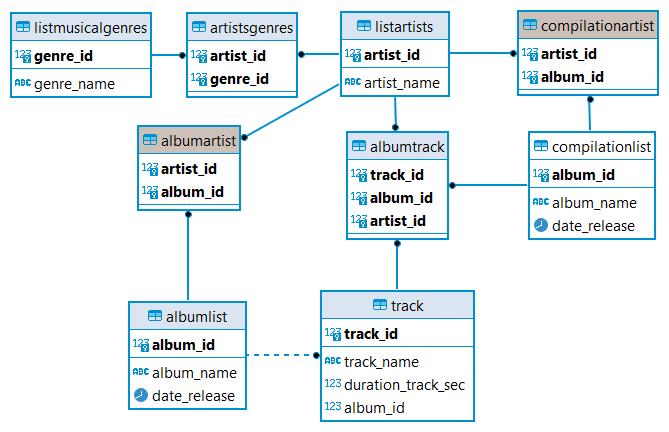 listmusicalgenres
123 genre_id
ABC genre_name
artistsgenres
123 artist_id
123 genre_id
listartists
123 artist_id
ABC artist_name
compilationartist
123 artist_id
123 album_id
albumartist
123 artist_id
123 album_id
albumtrack
123 track_id
123 album_id
123 artist_id
compilationlist
123 album_id
ABC album_name
date_release
albumlist
123 album_id
ABC album_name
date_release
track
123 track_id
ABC track_name
123 duration_track_sec
123 album_id